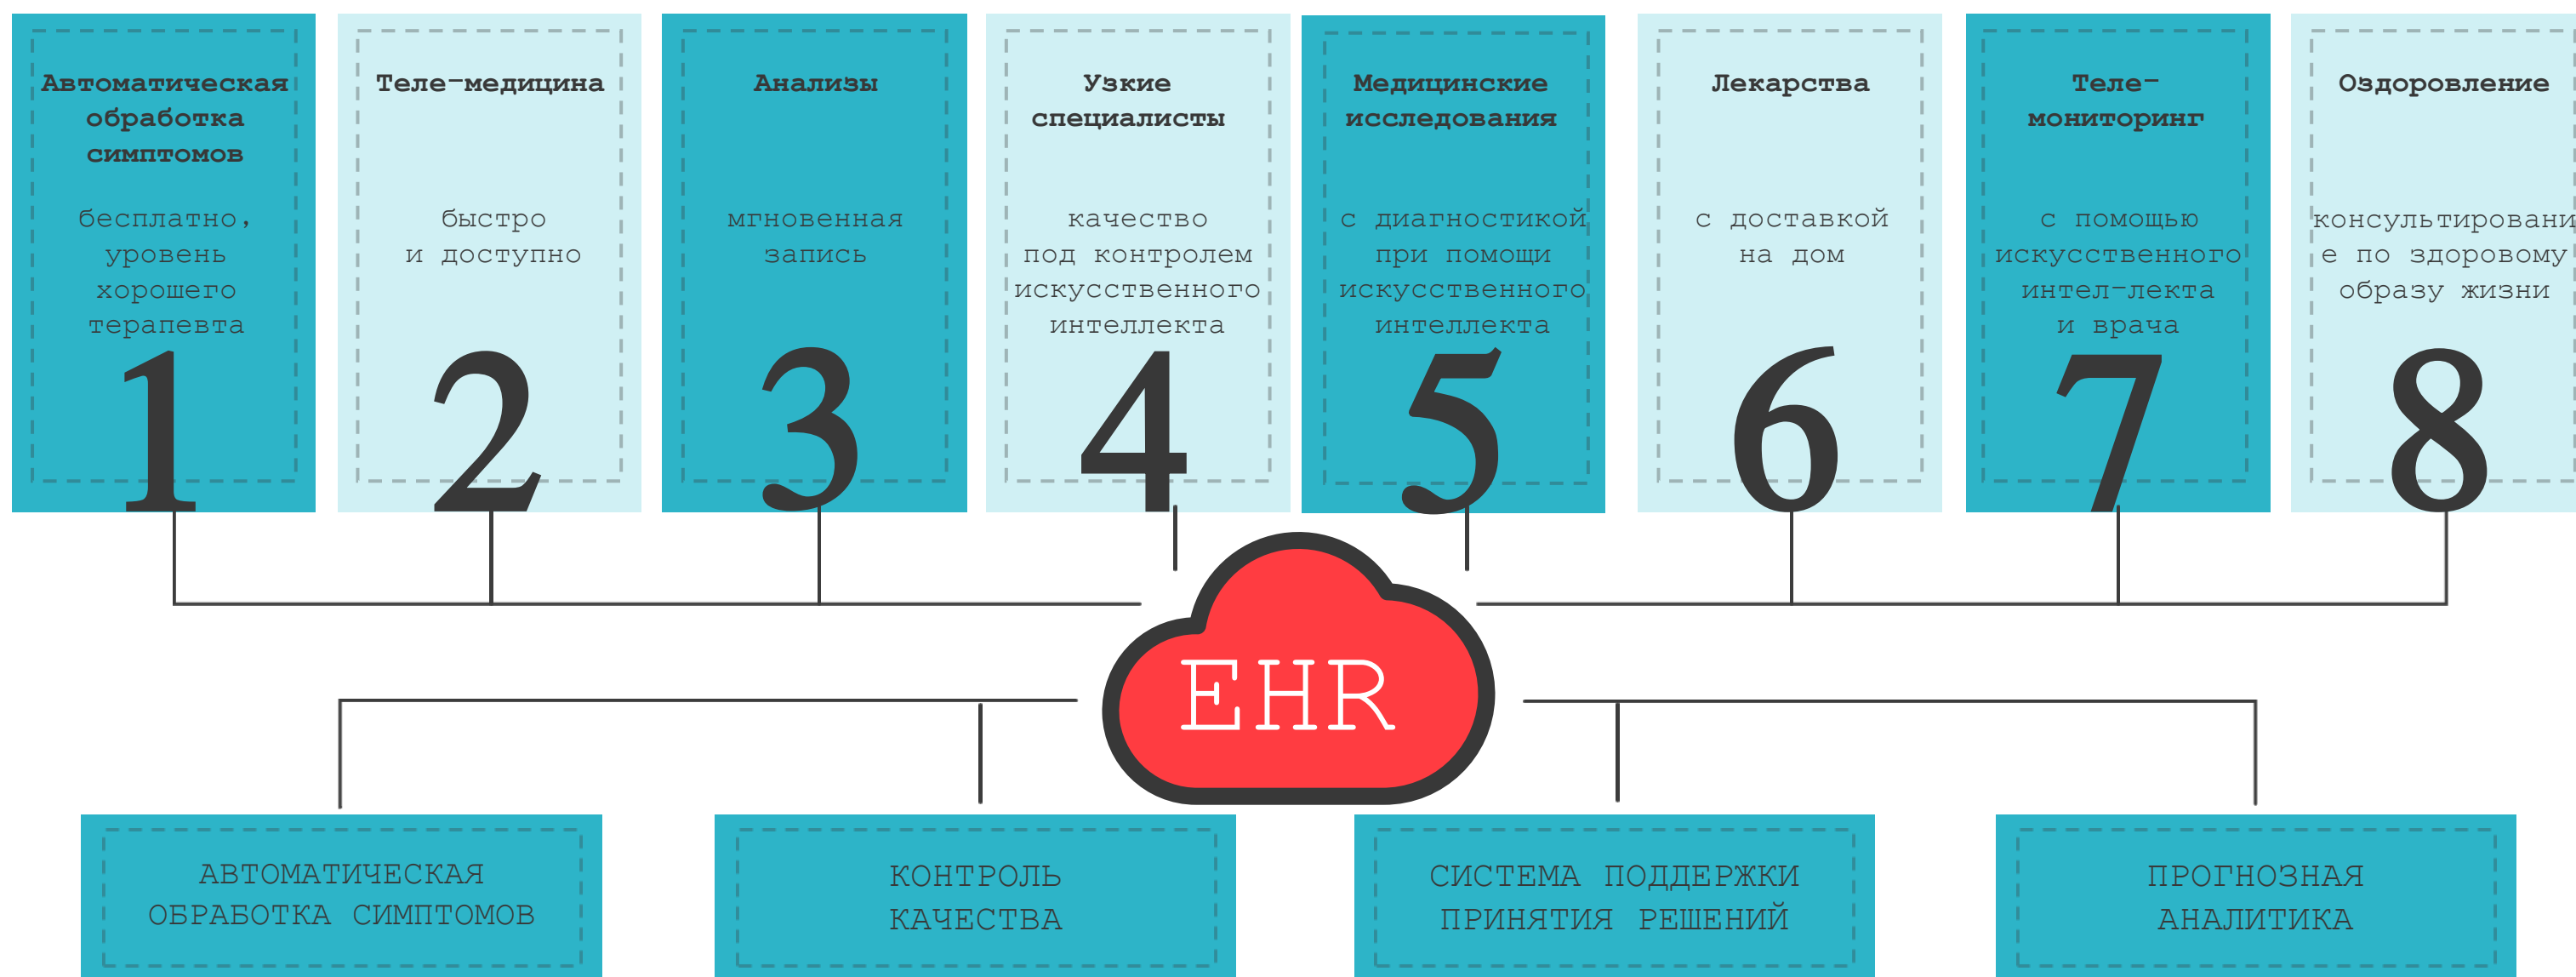 Автоматическая
обработка
симптомов
бесплатно,
уровень
хорошего
терапевта
1
Теле-медицина
быстро
и доступно
2
Анализы
мгновенная
запись
3
Узкие
специалисты
качество
под контролем
искусственного
интеллекта
4
Медицинские
исследования
с диагностикой
при помощи
искусственного
интеллекта
5
Лекарства
с доставкой
на дом
6
Теле-
мониторинг
с помощью
искусственного
интел-лекта
и врача
7
Оздоровление
консультировани
е по здоровому
образу жизни
8
EHR
АВТОМАТИЧЕСКАЯ
ОБРАБОТКА СИМПТОМОВ
КОНТРОЛЬ
КАЧЕСТВА
СИСТЕМА ПОДДЕРЖКИ
ПРИНЯТИЯ РЕШЕНИЙ
ПРОГНОЗНАЯ
АНАЛИТИКА